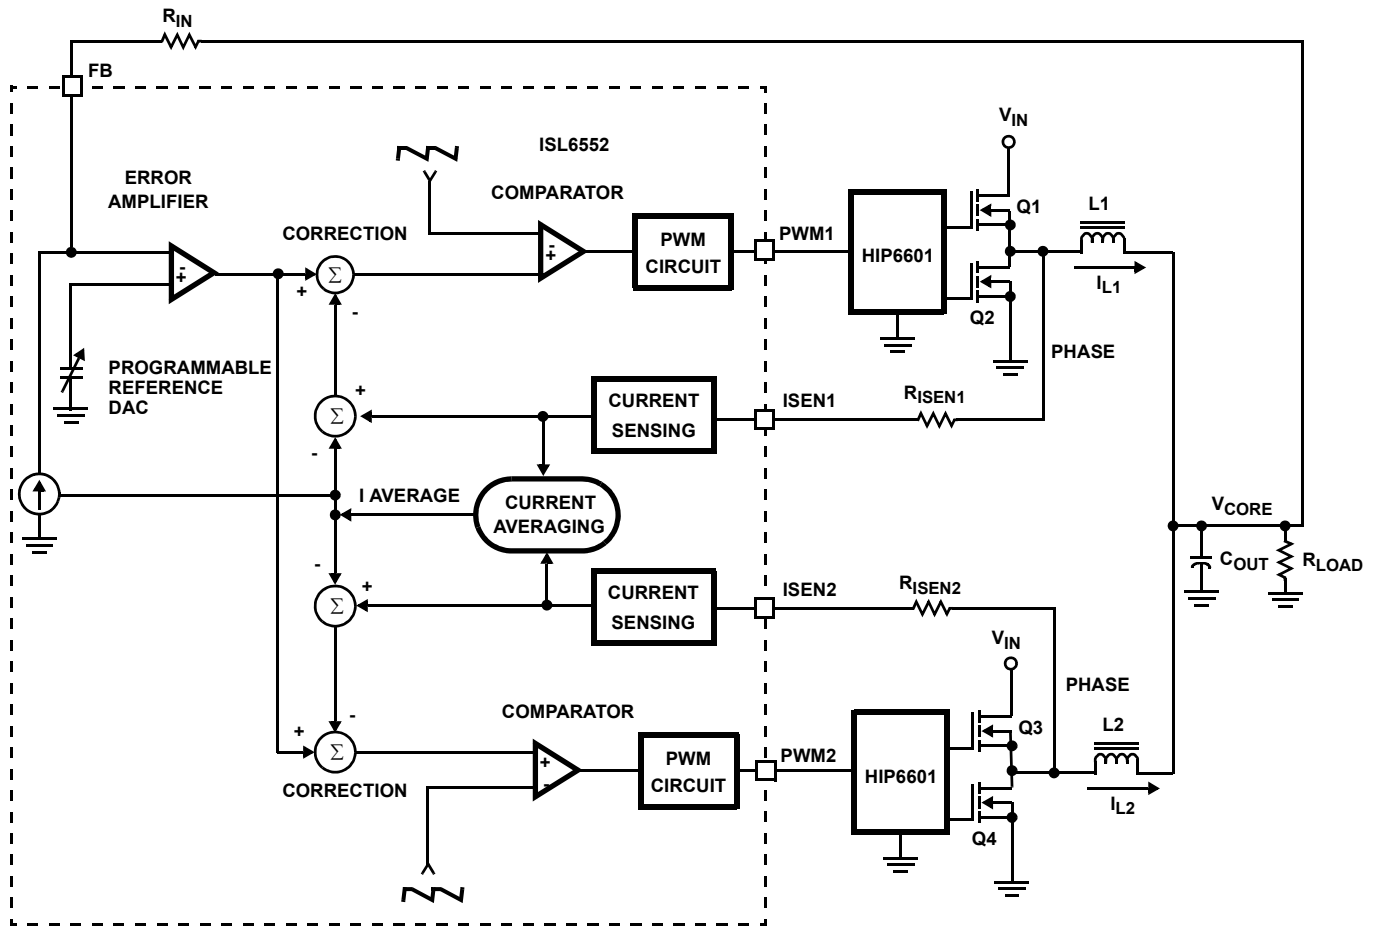 RIN
FB
ISL6552
VIN
ERROR
AMPLIFIER
COMPARATOR
CORRECTION
PWM
CIRCUIT
PWM1
HIP6601
Q1
Q2
L1
IL1
-
+
Σ
+
-
-
+
PHASE
PROGRAMMABLE
REFERENCE
DAC
+
Σ
-
CURRENT
SENSING
ISEN1
RISEN1
I AVERAGE
CURRENT
AVERAGING
VCORE
COUT
RLOAD
-
+
Σ
CURRENT
SENSING
ISEN2
RISEN2
VIN
PHASE
COMPARATOR
-
+
Σ
CORRECTION
+
-
PWM
CIRCUIT
PWM2
HIP6601
Q3
Q4
L2
IL2